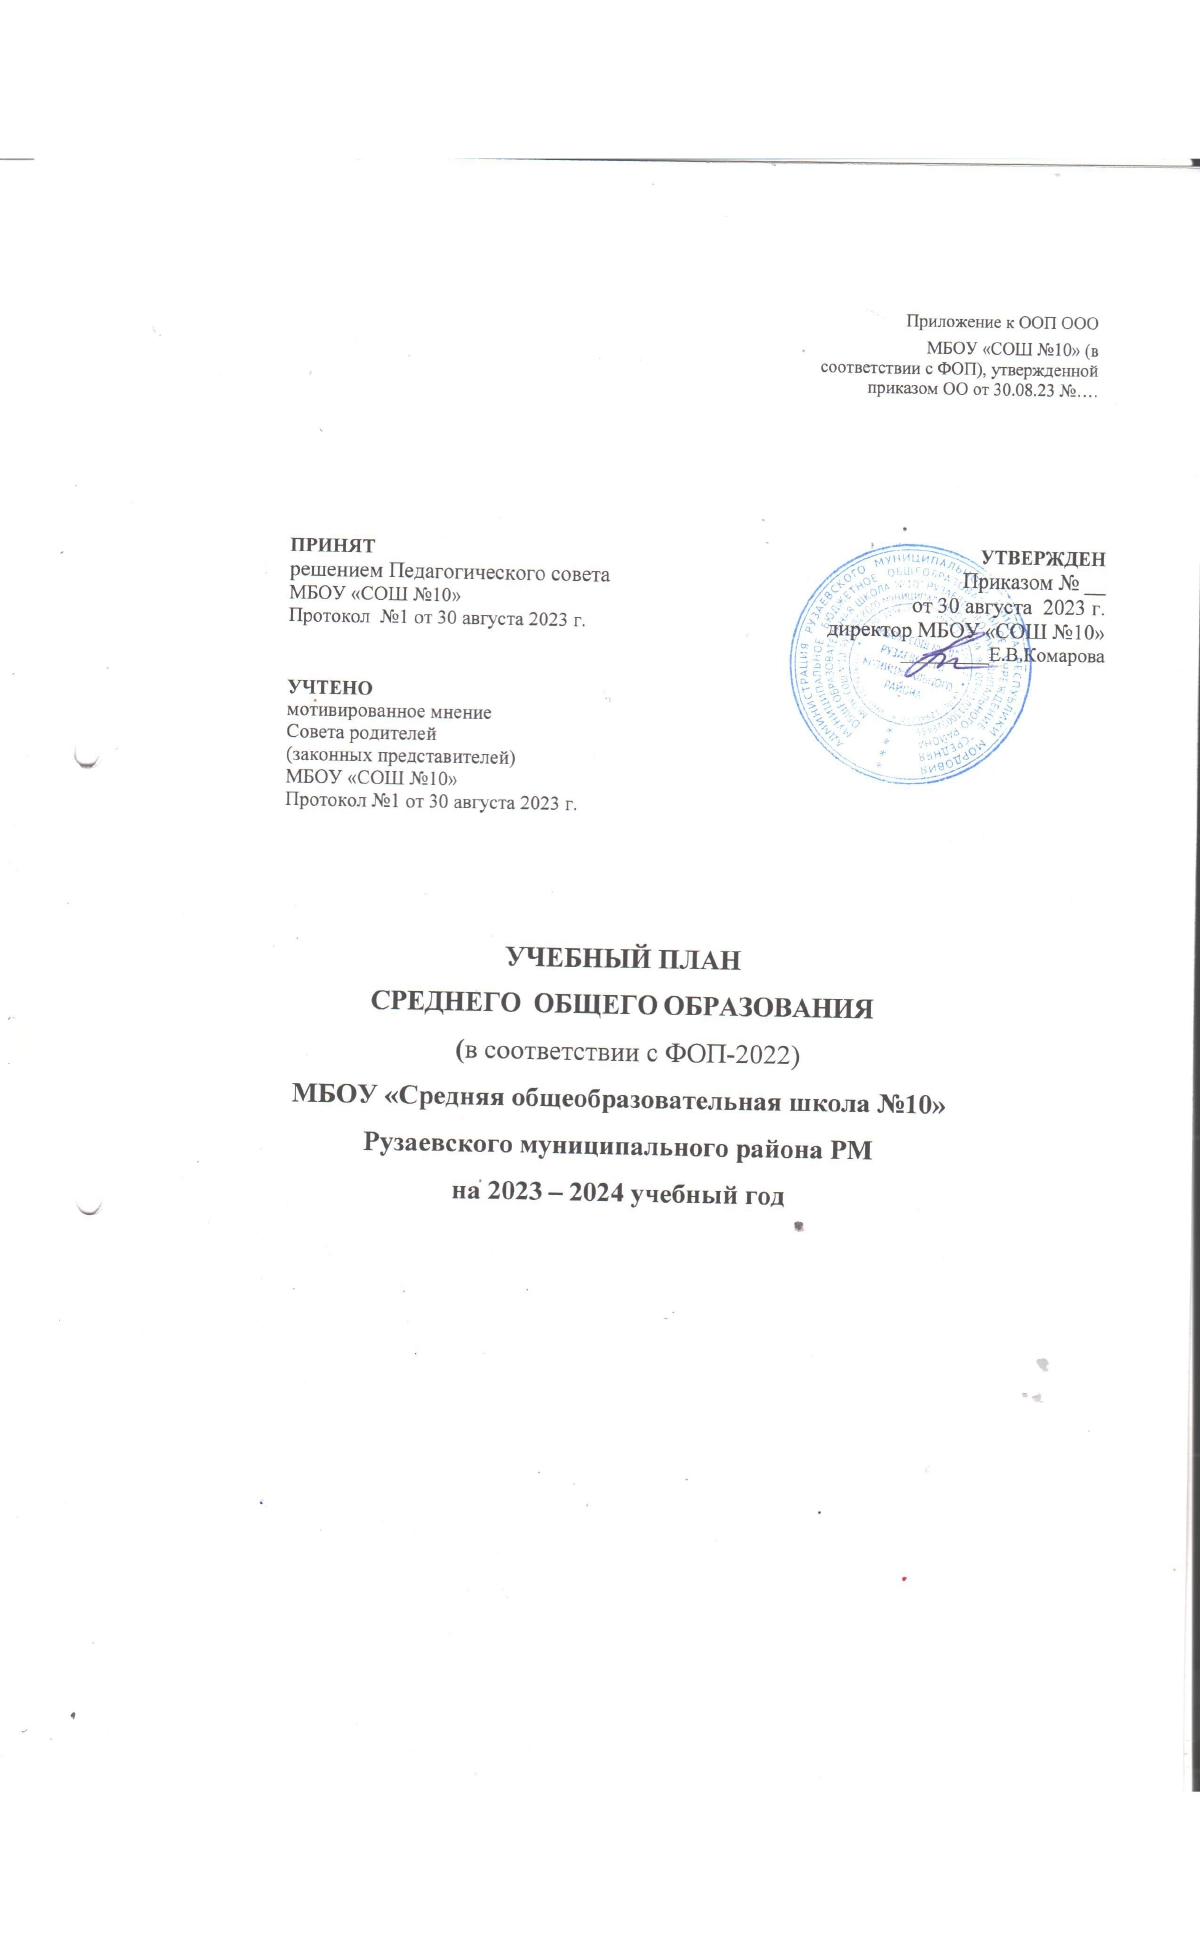 Приложение к ООП ООО
МБОУ «СОШ №10» (в
соответствии с ФОП), утвержденной
приказом ОО от 30.08.23 №….
ПРИНЯТ
решением Педагогического совета
МБОУ «СОШ №10»
Протокол №1 от 30 августа 2023 г.
УТВЕРЖДЕН
Приказом № __
от 30 августа 2023 г.
директор МБОУ «СОШ №10»
________Е.В.Комарова
УЧТЕНО
мотивированное мнение
Совета родителей
(законных представителей)
МБОУ «СОШ №10»
Протокол №1 от 30 августа 2023 г.
УЧЕБНЫЙ ПЛАН
СРЕДНЕГО ОБЩЕГО ОБРАЗОВАНИЯ
(в соответствии с ФОП-2022)
МБОУ «Средняя общеобразовательная школа №10»
Рузаевского муниципального района РМ
на 2023 – 2024 учебный год